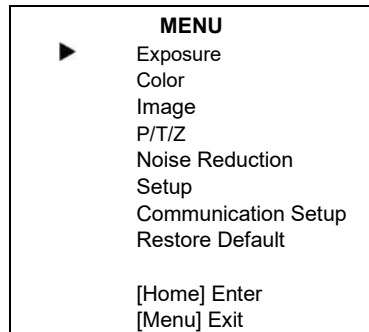 MENU
Exposure
Color
Image
P/T/Z
Noise Reduction
Setup
Communication Setup
Restore Default
[Home] Enter
[Menu] Exit